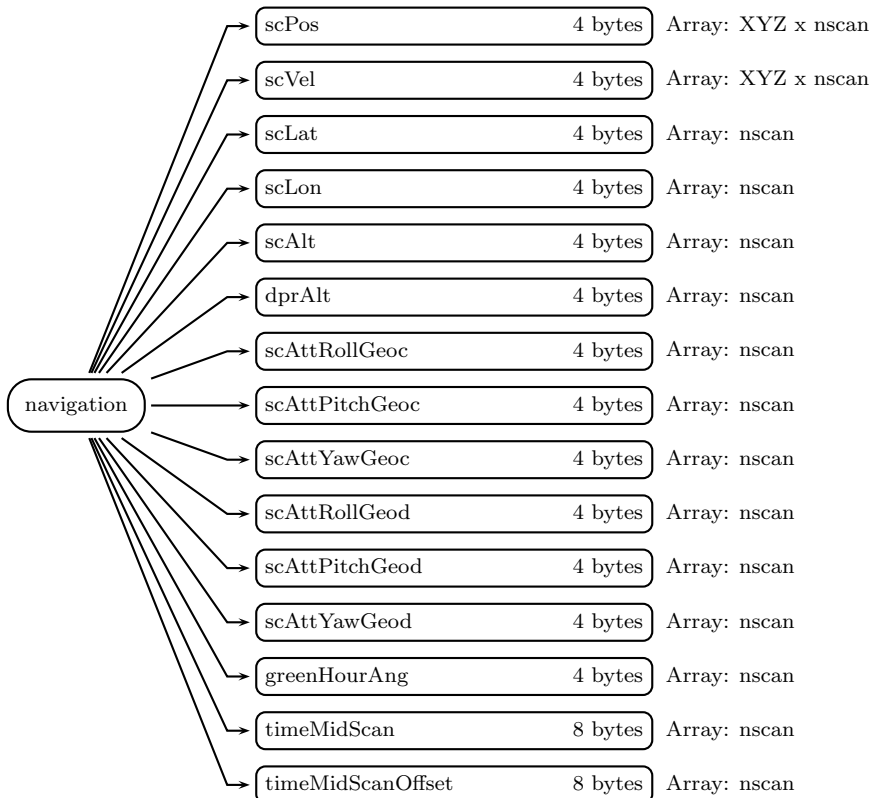 scPos 4 bytes Array: XYZ x nscan
scVel 4 bytes Array: XYZ x nscan
scLat 4 bytes Array: nscan
scLon 4 bytes Array: nscan
scAlt 4 bytes Array: nscan
dprAlt 4 bytes Array: nscan
scAttRollGeoc 4 bytes Array: nscan
navigation scAttPitchGeoc 4 bytes Array: nscan
scAttYawGeoc 4 bytes Array: nscan
scAttRollGeod 4 bytes Array: nscan
scAttPitchGeod 4 bytes Array: nscan
scAttYawGeod 4 bytes Array: nscan
greenHourAng 4 bytes Array: nscan
timeMidScan 8 bytes Array: nscan
timeMidScanOffset 8 bytes Array: nscan